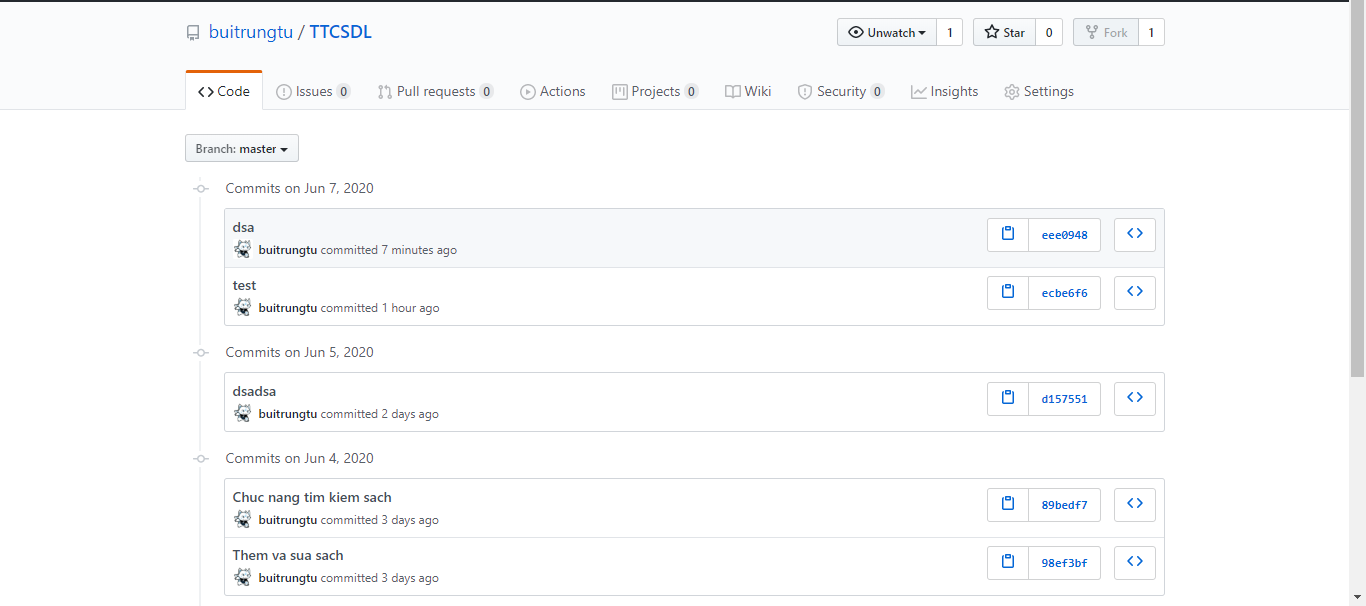 buitrungtu / TTCSDL
Unwatch 1 Star 0 Fork 1
Code Issues 0 Pull requests 0 Actions Projects 0 Wiki Security 0 Insights Settings
Branch: master
Commits on Jun 7, 2020
dsa
buitrungtu committed 7 minutes ago
eee0948
test
buitrungtu committed 1 hour ago
ecbe6f6
Commits on Jun 5, 2020
dsadsa
buitrungtu committed 2 days ago
d157551
Commits on Jun 4, 2020
Chuc nang tim kiem sach
buitrungtu committed 3 days ago
89bedf7
Them va sua sach
buitrungtu committed 3 days ago
98ef3bf